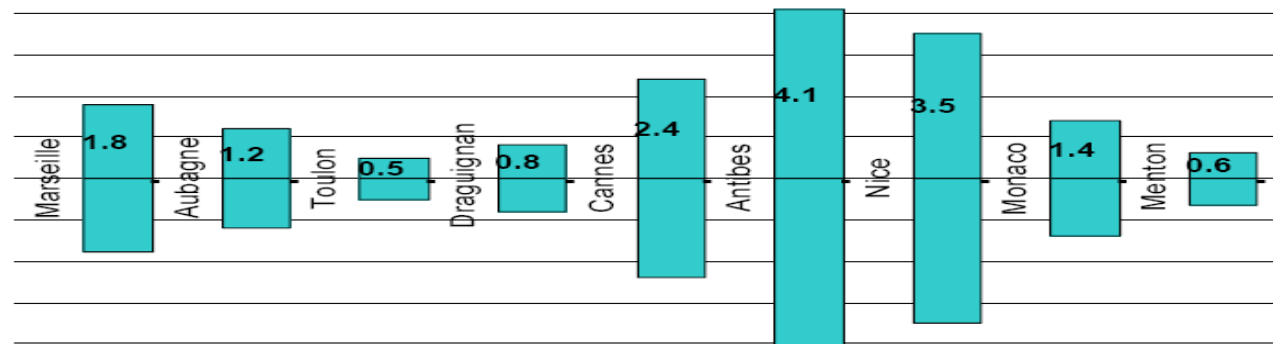 Marseille
1.8
Aubagne
1.2
Toulon
0.5
Draguignan
0.8
Cannes
2.4
Antibes
4.1
Nice
3.5
Monaco
1.4
Menton
0.6